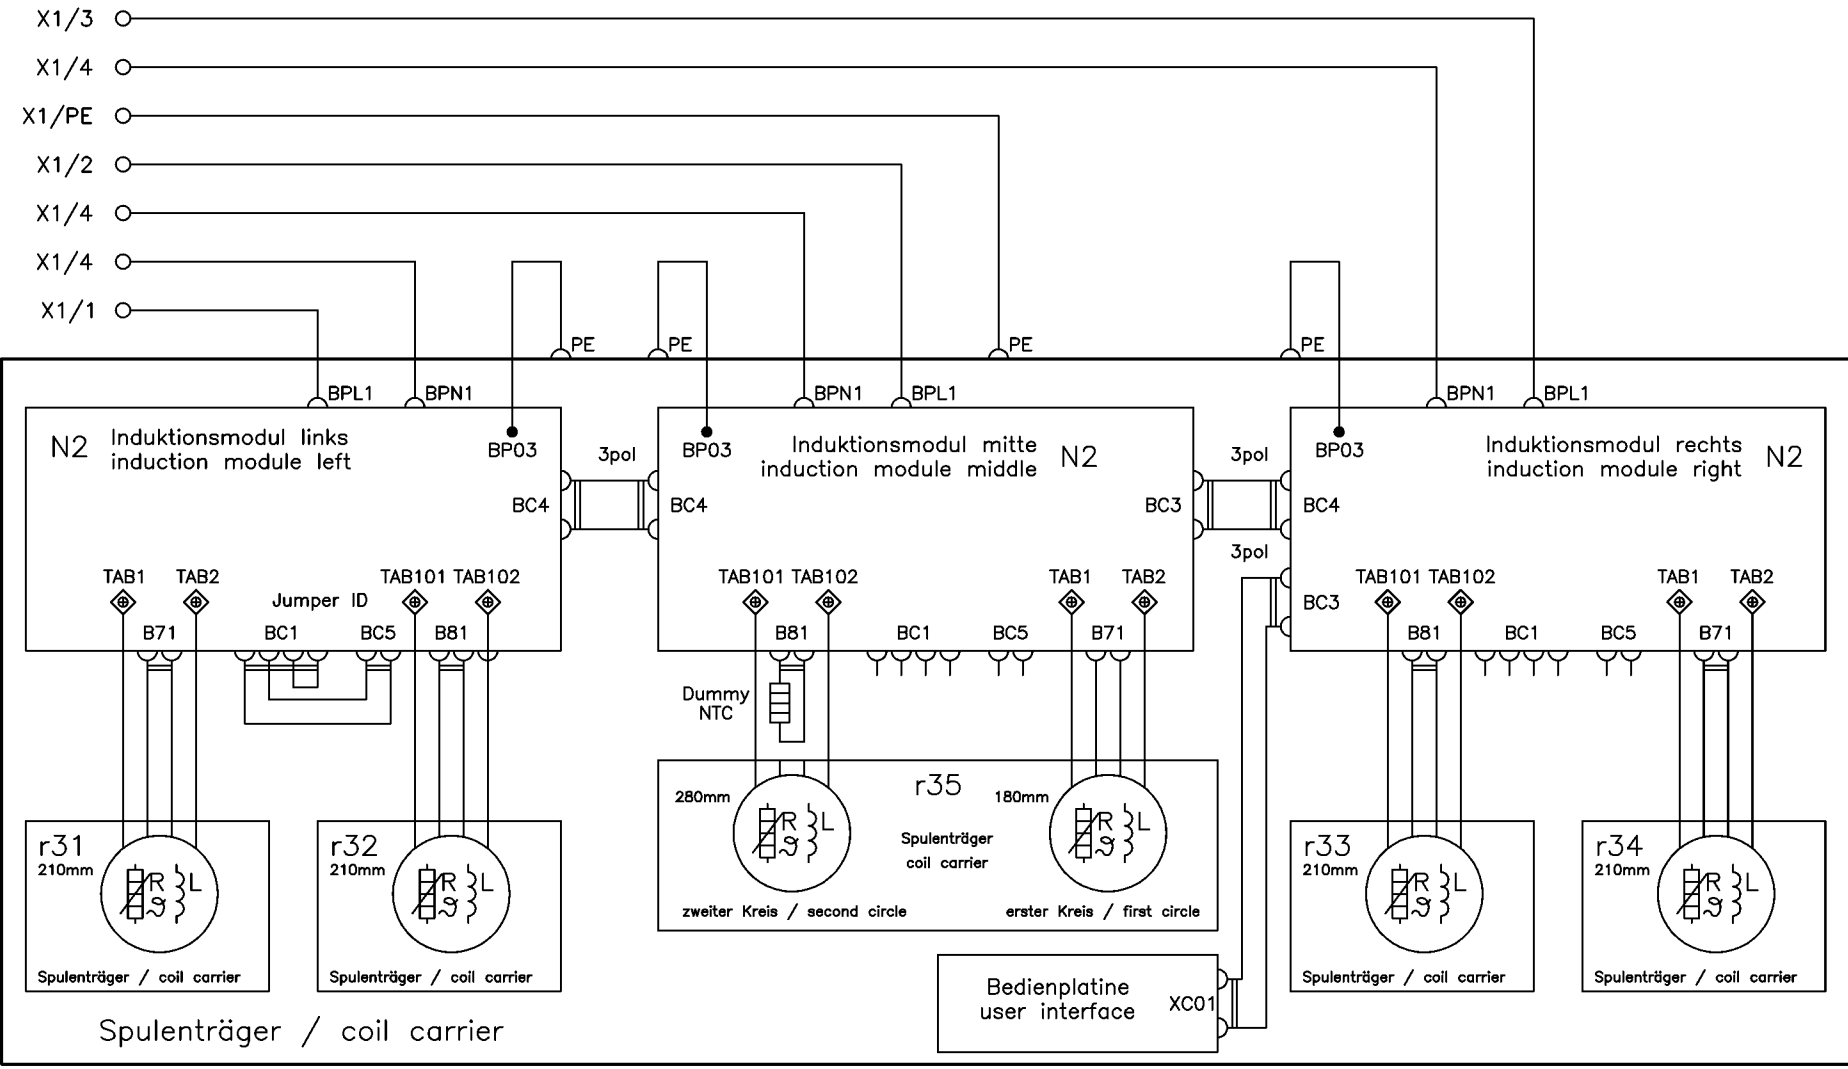 X1/3
X1/4
X1/PE
X1/2
X1/4
X1/4
X1/1
PE
PE
PE
PE
BPL1
BPN1
BPN1
BPL1
BPN1
BPL1
N2
Induktionsmodul links
induction module left
BP03
BC4
3pol
TAB1
TAB2
Jumper ID
TAB101
TAB102
B71
BC1
BC5
B81
BP03
Induktionsmodul mitte
induction module middle
N2
BC4
BC3
TAB101
TAB102
TAB1
TAB2
B81
BC1
BC5
B71
3pol
3pol
BP03
Induktionsmodul rechts
induction module right
N2
BC4
BC3
TAB101
TAB102
TAB1
TAB2
B81
BC1
BC5
B71
Dummy
NTC
r31
210mm
R
ϑ
L
Spulenträger / coil carrier
r32
210mm
R
ϑ
L
Spulenträger / coil carrier
280mm
R
ϑ
L
r35
Spulenträger
coil carrier
180mm
R
ϑ
L
zweiter Kreis / second circle
erster Kreis / first circle
r33
210mm
R
ϑ
L
Spulenträger / coil carrier
r34
210mm
R
ϑ
L
Spulenträger / coil carrier
Bedienplatine
user interface
XC01
Spulenträger / coil carrier